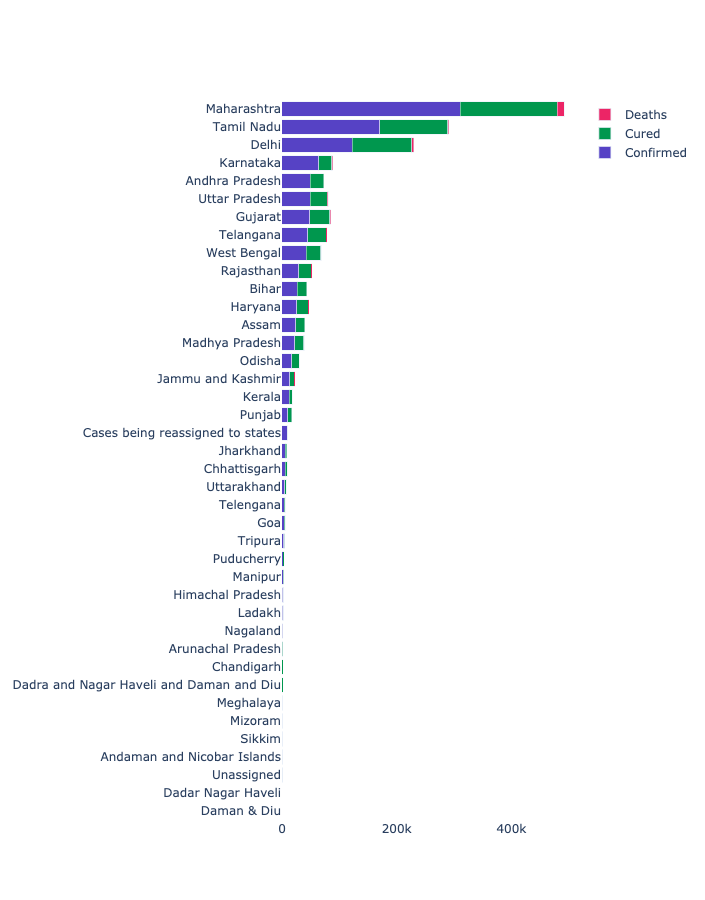 Maharashtra
Tamil Nadu
Delhi
Karnataka
Andhra Pradesh
Uttar Pradesh
Gujarat
Telangana
West Bengal
Rajasthan
Bihar
Haryana
Assam
Madhya Pradesh
Odisha
Jammu and Kashmir
Kerala
Punjab
Cases being reassigned to states
Jharkhand
Chhattisgarh
Uttarakhand
Telengana
Goa
Tripura
Puducherry
Manipur
Himachal Pradesh
Ladakh
Nagaland
Arunachal Pradesh
Chandigarh
Dadra and Nagar Haveli and Daman and Diu
Meghalaya
Mizoram
Sikkim
Andaman and Nicobar Islands
Unassigned
Dadar Nagar Haveli
Daman & Diu
0 200k 400k
Deaths
Cured
Confirmed